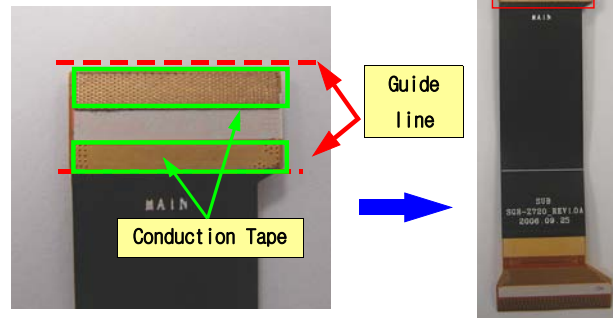 Guide
line
MAIN
Conduction Tape
MAIN
SUB
SGH-Z720_REV1.0A
2006.09.25